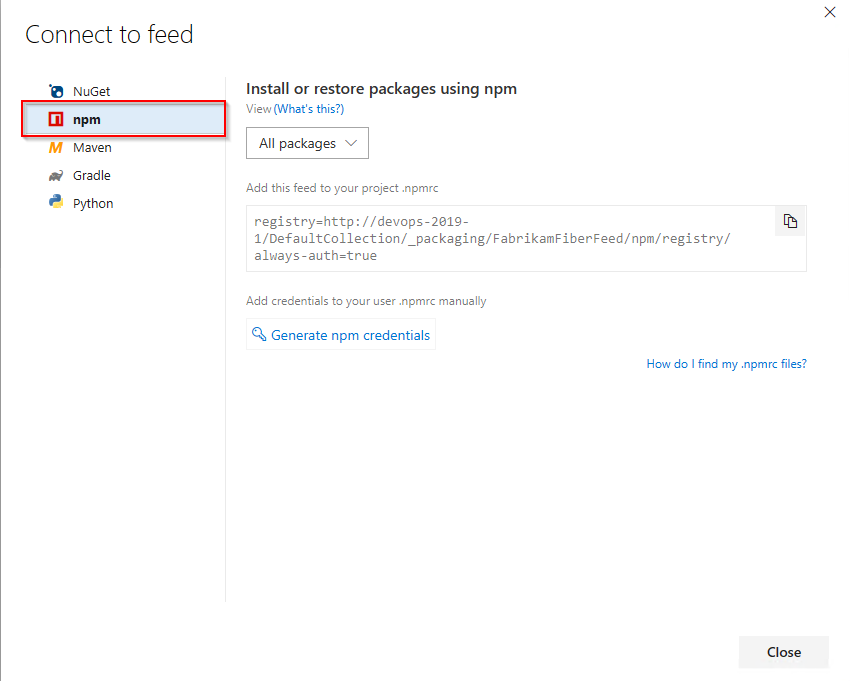 Connect to feed
NuGet
npm
Maven
Gradle
Python
Install or restore packages using npm
View (What's this?)
All packages
Add this feed to your project .npmrc
registry=http://devops-2019-
1/DefaultCollection/_packaging/FabrikamFiberFeed/npm/registry/
always-auth=true
Add credentials to your user .npmrc manually
Generate npm credentials
How do I find my .npmrc files?
Close